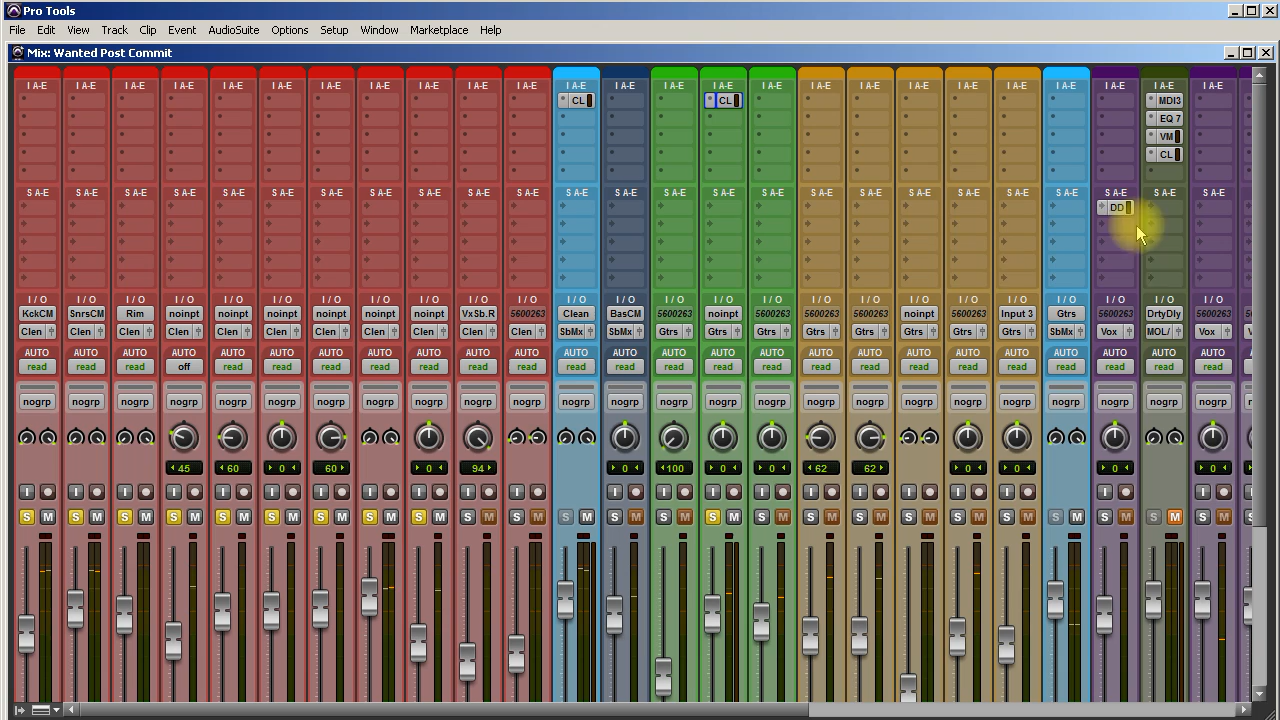 Pro Tools
File Edit View Track Clip Event AudioSuite Options Setup Window Marketplace Help
Mix: Wanted Post Commit
I A-E I A-E I A-E I A-E I A-E I A-E I A-E I A-E I A-E I A-E I A-E I A-E I A-E I A-E I A-E I A-E I A-E I A-E I A-E I A-E I A-E I A-E I A-E I A-E I A-E
CL CL MDI3
EQ 7
VM
CL
S A-E S A-E S A-E S A-E S A-E S A-E S A-E S A-E S A-E S A-E S A-E S A-E S A-E S A-E S A-E S A-E S A-E S A-E S A-E S A-E S A-E S A-E S A-E S A-E S A-E
DD
I / O I / O I / O I / O I / O I / O I / O I / O I / O I / O I / O I / O I / O I / O I / O I / O I / O I / O I / O I / O I / O I / O I / O I / O I / O
KckCM SnrsCM Rim noinpt noinpt noinpt noinpt noinpt noinpt VxSb.R 5600263 Clean BasCM 5600263 noinpt 5600263 5600263 5600263 noinpt 5600263 Input 3 Gtrs 5600263 DrtyDly 5600263
Clen Clen Clen Clen Clen Clen Clen Clen Clen Clen Clen SbMx SbMx Gtrs Gtrs Gtrs Gtrs Gtrs Gtrs Gtrs Gtrs SbMx Vox MOL/ Vox V
AUTO AUTO AUTO AUTO AUTO AUTO AUTO AUTO AUTO AUTO AUTO AUTO AUTO AUTO AUTO AUTO AUTO AUTO AUTO AUTO AUTO AUTO AUTO AUTO AUTO
read read read off read read read read read read read read read read read read read read read read read read read read read
nogrp nogrp nogrp nogrp nogrp nogrp nogrp nogrp nogrp nogrp nogrp nogrp nogrp nogrp nogrp nogrp nogrp nogrp nogrp nogrp nogrp nogrp nogrp nogrp nogrp
45 60 0 60 0 94 0 100 0 0 62 62 0 0 0 0
I I I I I I I I I I I I I I I I I I I I I I
S M S M S M S M S M S M S M S M S M S M S M S M S M S M S M S M S M S M S M S M S M S M S M S M S M S